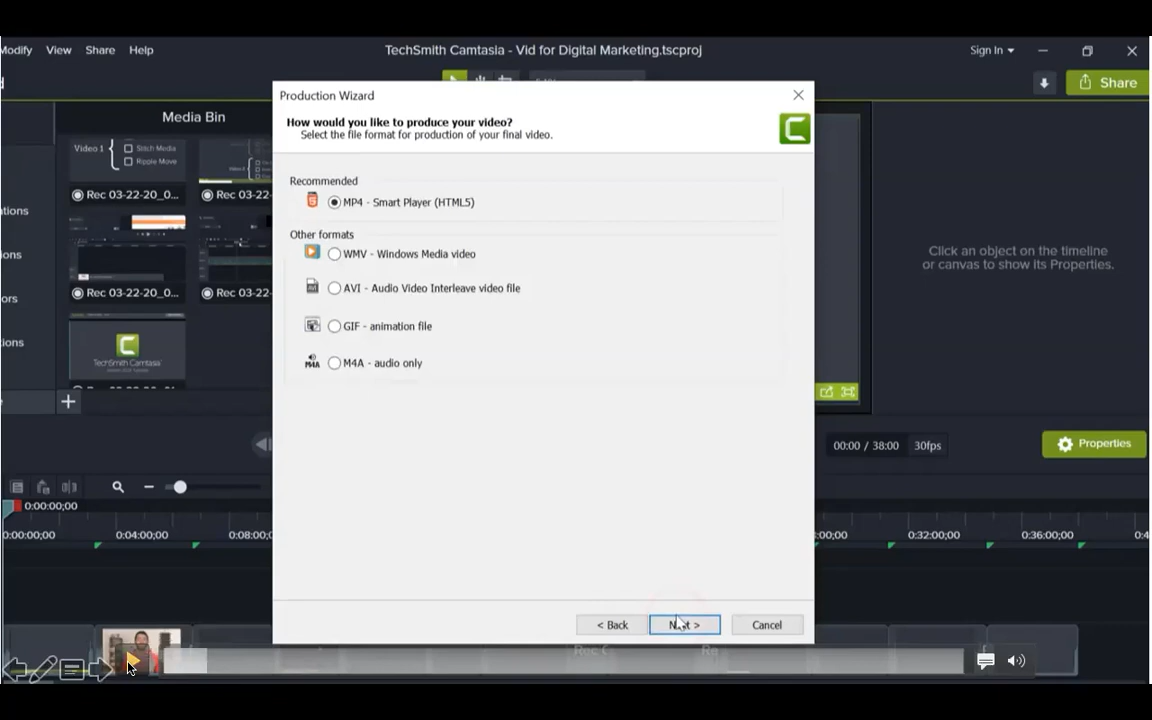 Modify View Share Help
TechSmith Camtasia - Vid for Digital Marketing.tscproj
Sign In
Share
Media Bin
Video 1
Stitch Media
Ripple Move
Rec 03-22-20_0...
Rec 03-22
Rec 03-22-20_0...
Rec 03-22
TechSmith Camtasia
Production Wizard
How would you like to produce your video?
Select the file format for production of your final video.
Recommended
MP4 - Smart Player (HTML5)
Other formats
WMV - Windows Media video
AVI - Audio Video Interleave video file
GIF - animation file
M4A - audio only
< Back
Next >
Cancel
Click an object on the timeline
or canvas to show its Properties.
00:00 / 38:00 30fps
Properties
0:00:00;00
0:00:00;00 0:04:00;00 0:08:00;0 0:32:00;00 0:36:00;00